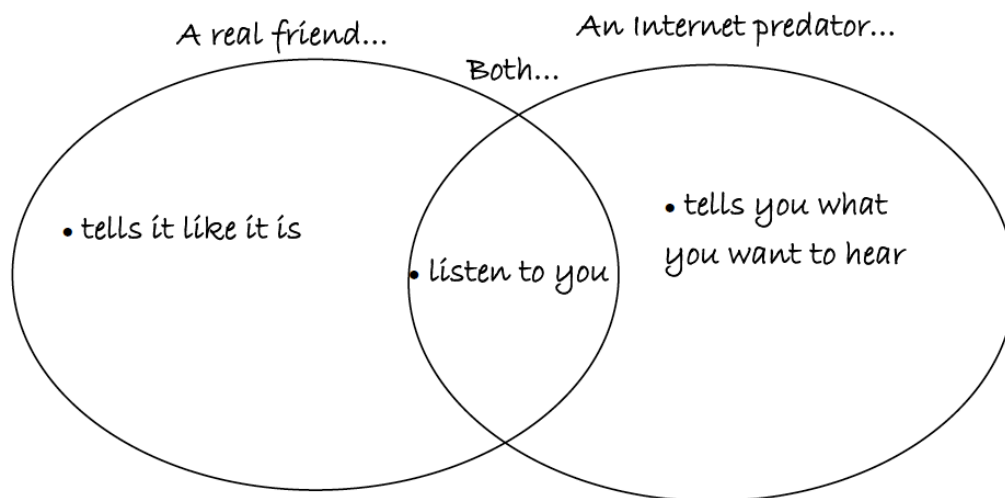 A real friend...
An Internet predator...
Both...
• tells it like it is
• listen to you
• tells you what
you want to hear